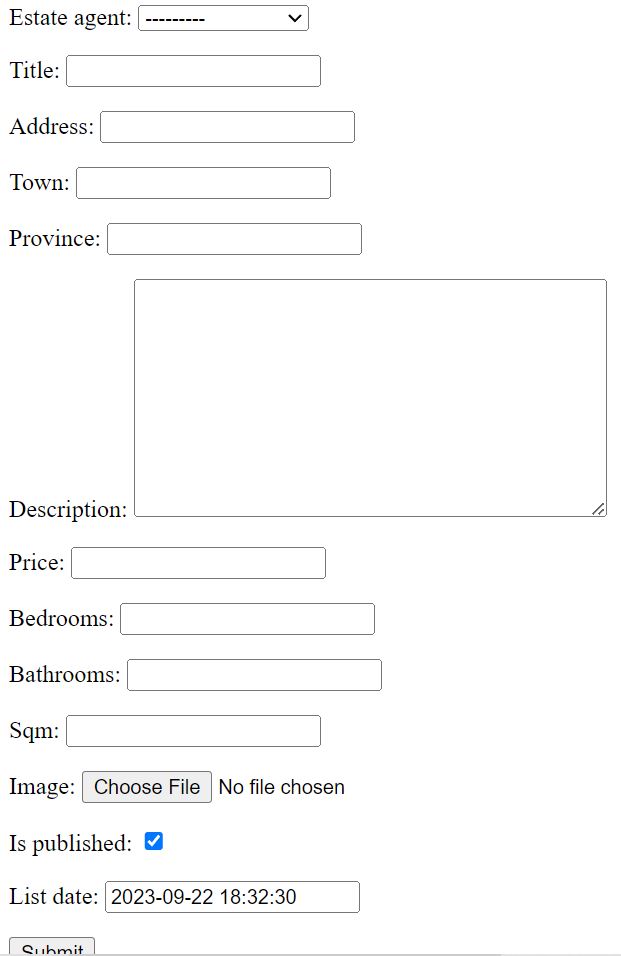 Estate agent: ---------
Title:
Address:
Town:
Province:
Description:
Price:
Bedrooms:
Bathrooms:
Sqm:
Image: Choose File No file chosen
Is published:
List date: 2023-09-22 18:32:30
Submit